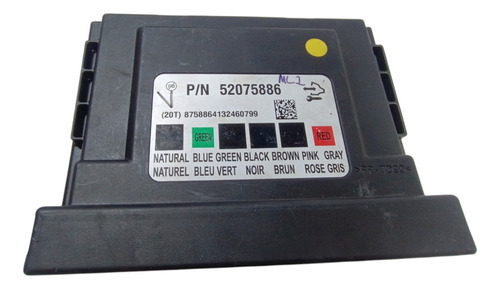 P/N 52075886
ML2
(20T) 8758864132460799
GREEN RED
NATURAL BLUE GREEN BLACK BROWN PINK GRAY
NATUREL BLEU VERT NOIR BRUN ROSE GRIS